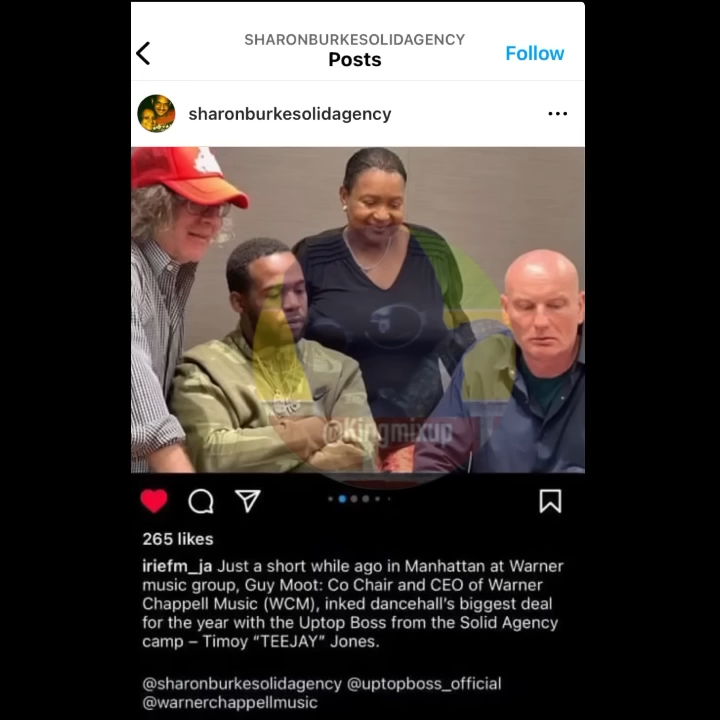 SHARONBURKESOLIDAGENCY
Posts
Follow
sharonburkesolidagency
@Kingmixup
265 likes
iriefm_ja Just a short while ago in Manhattan at Warner
music group, Guy Moot: Co Chair and CEO of Warner
Chappell Music (WCM), inked dancehall's biggest deal
for the year with the Uptop Boss from the Solid Agency
camp – Timoy "TEEJAY" Jones.
@sharonburkesolidagency @uptopboss_official
@warnerchappellmusic